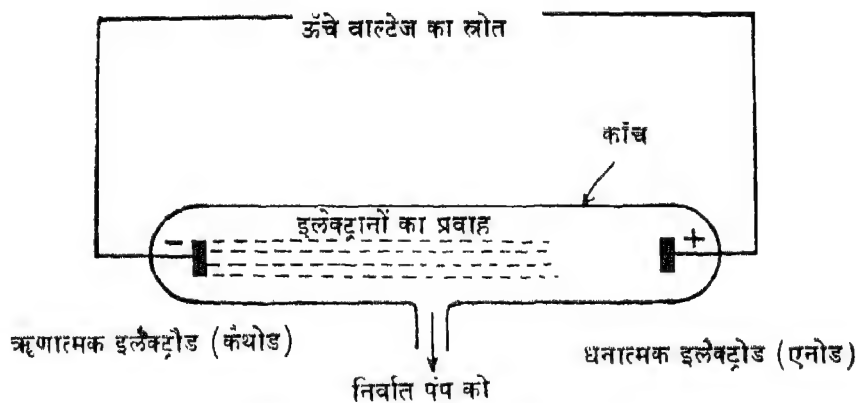 ऊँचे वाल्टेज का स्रोत
काँच
इलेक्ट्रानों का प्रवाह
- +
ऋणात्मक इलैक्ट्रौड (कैथोड)
धनात्मक इलैक्ट्रोड (एनोड)
निर्वात पंप को